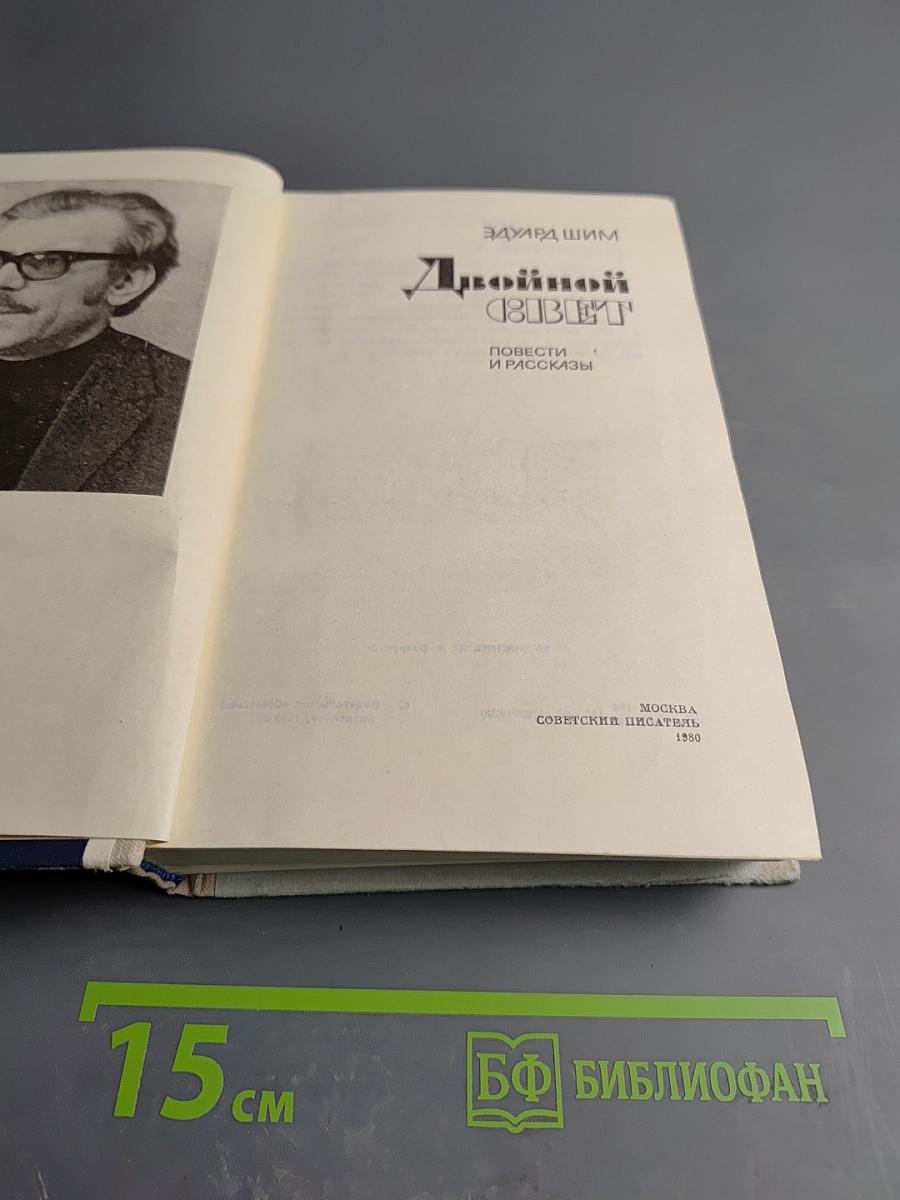 ЭДУАРД ШИМ
Двойной
СВЕТ
ПОВЕСТИ
И РАССКАЗЫ
МОСКВА
СОВЕТСКИЙ ПИСАТЕЛЬ
1980
15 см
БФ БИБЛИОФАН